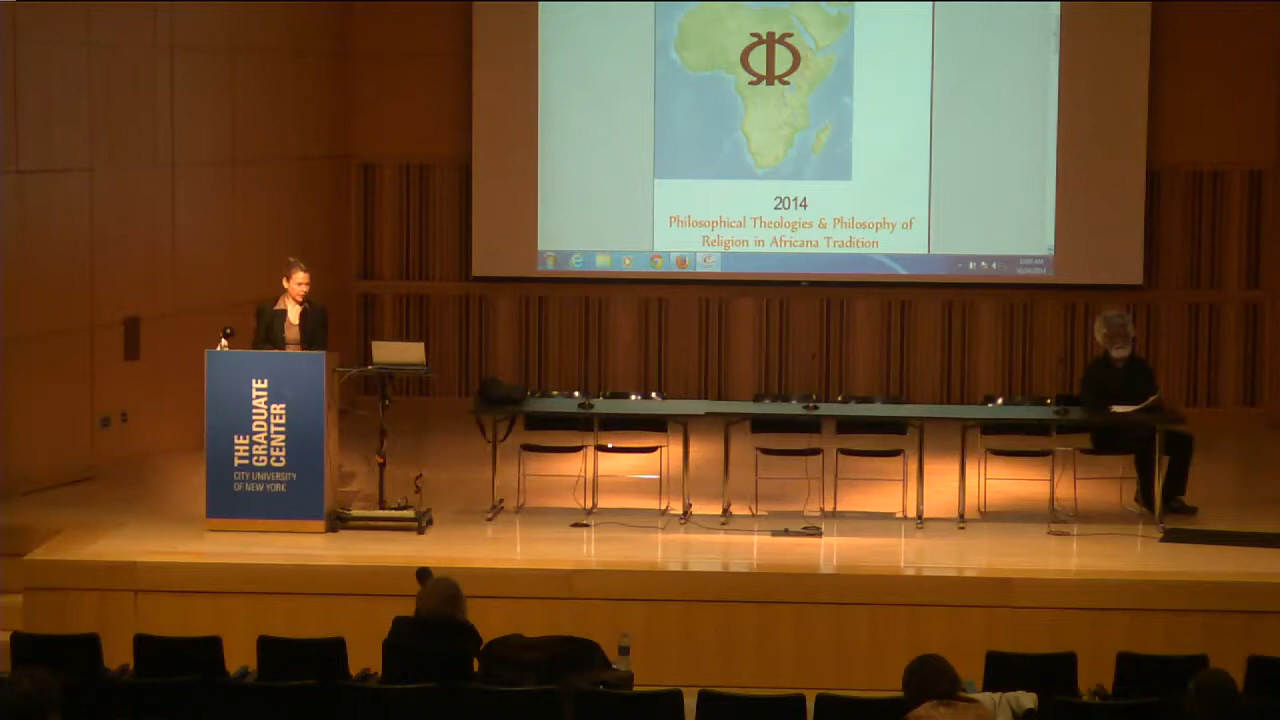 2014
Philosophical Theologies & Philosophy of
Religion in Africana Tradition
THE
GRADUATE
CENTER
CITY UNIVERSITY
OF NEW YORK